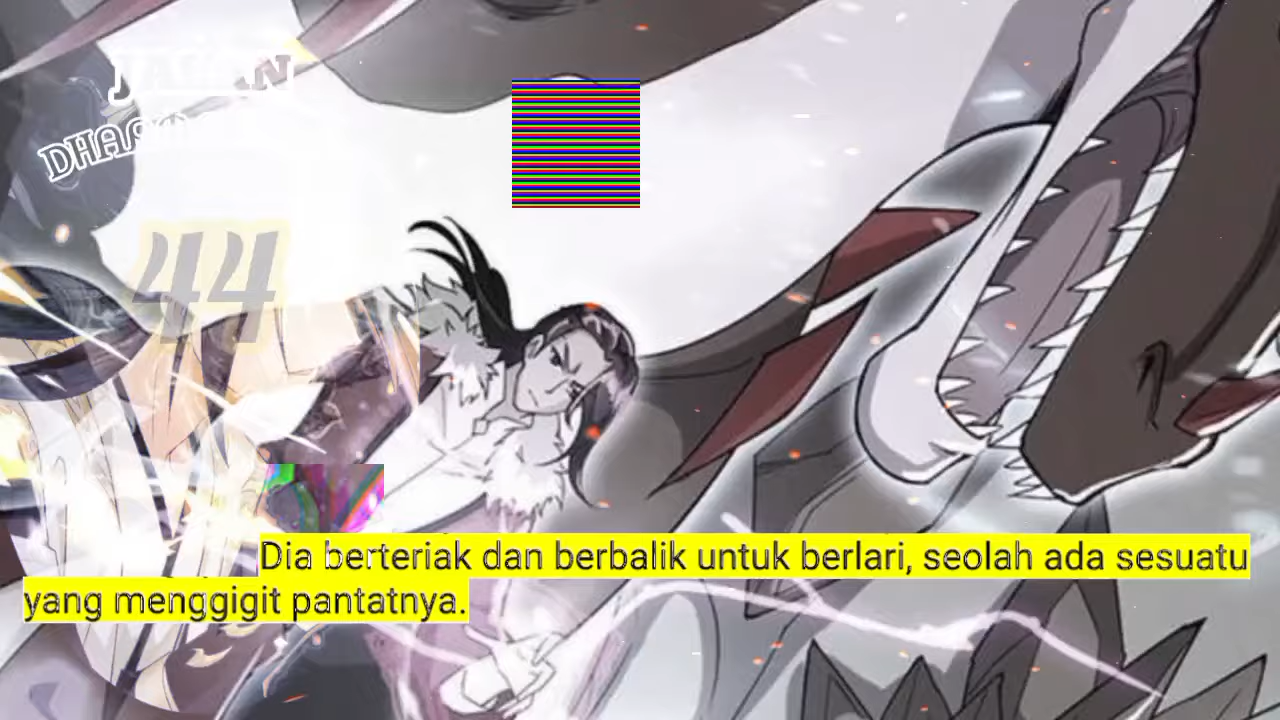 44
Dia berteriak dan berbalik untuk berlari, seolah ada sesuatu
yang menggigit pantatnya.